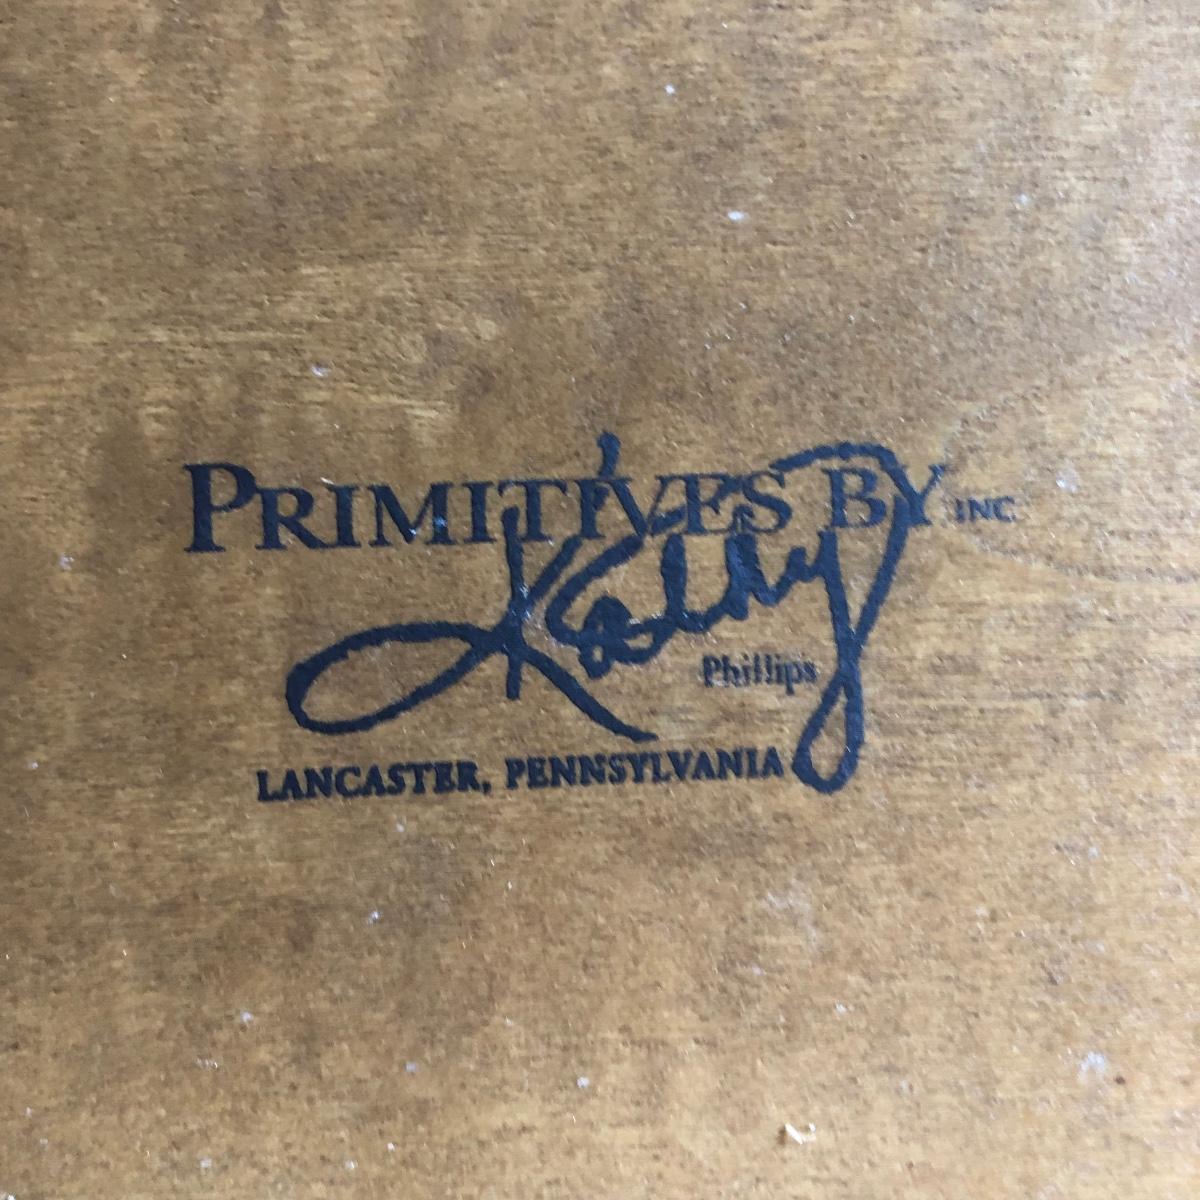 PRIMITIVES BY INC
Kathy
Phillips
LANCASTER, PENNSYLVANIA